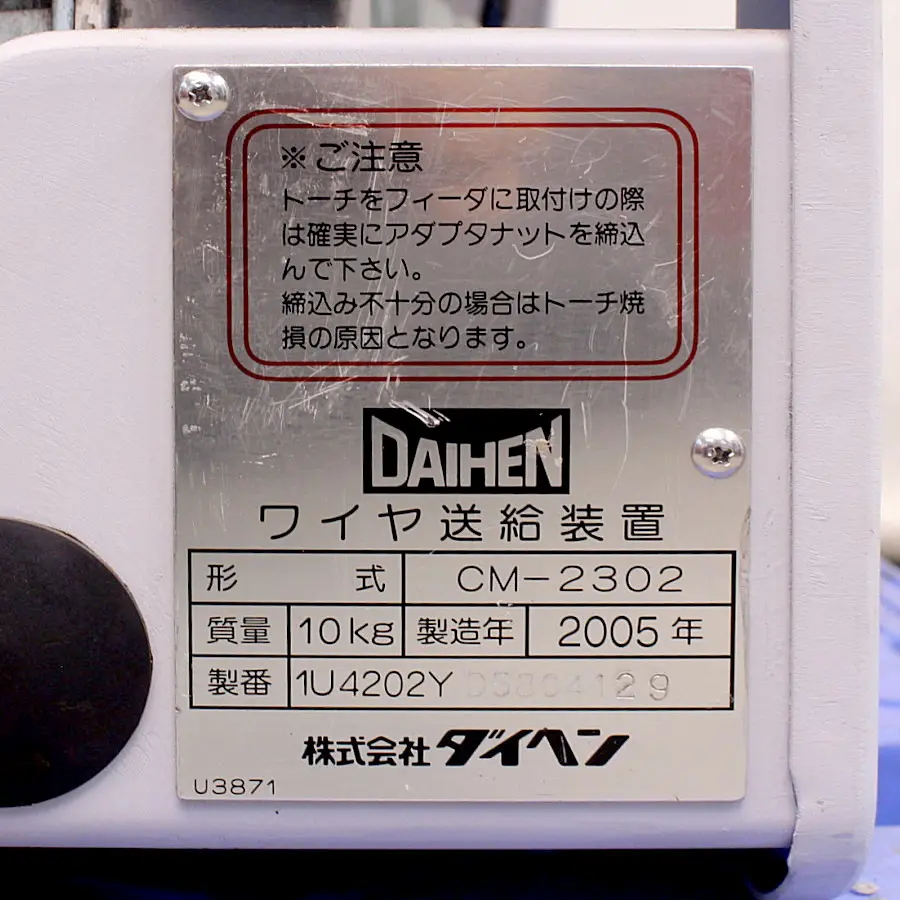 ※ご注意
トーチをフィーダに取付けの際
は確実にアダプタナットを締込
んで下さい。
締込み不十分の場合はトーチ焼
損の原因となります。
DAIHEN
ワイヤ送給装置
形式 CM-2302
質量 10kg 製造年 2005年
製番 1U4202Y
株式会社ダイヘン
U3871